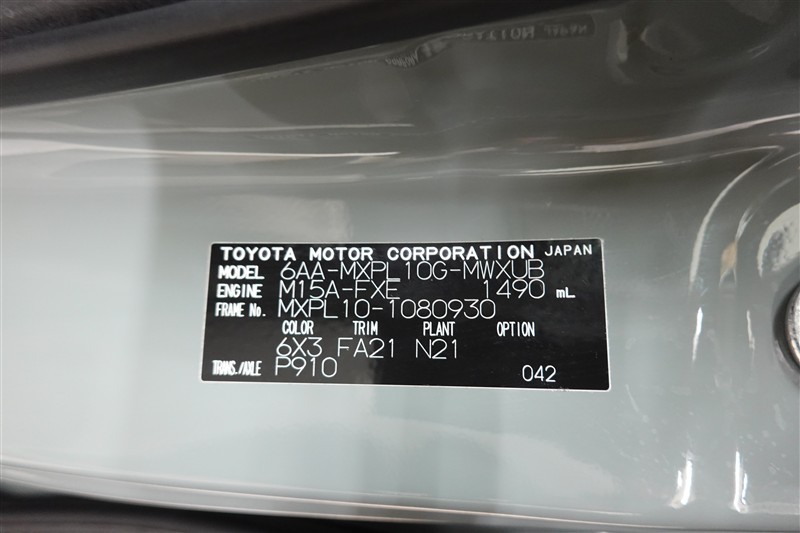 TOYOTA MOTOR CORPORATION JAPAN
MODEL 6AA-MXPL10G-MWXUB
ENGINE M15A-FXE 1490 mL
FRAME No. MXPL10-1080930
COLOR TRIM PLANT OPTION
6X3 FA21 N21
TRANS./AXLE P910 042